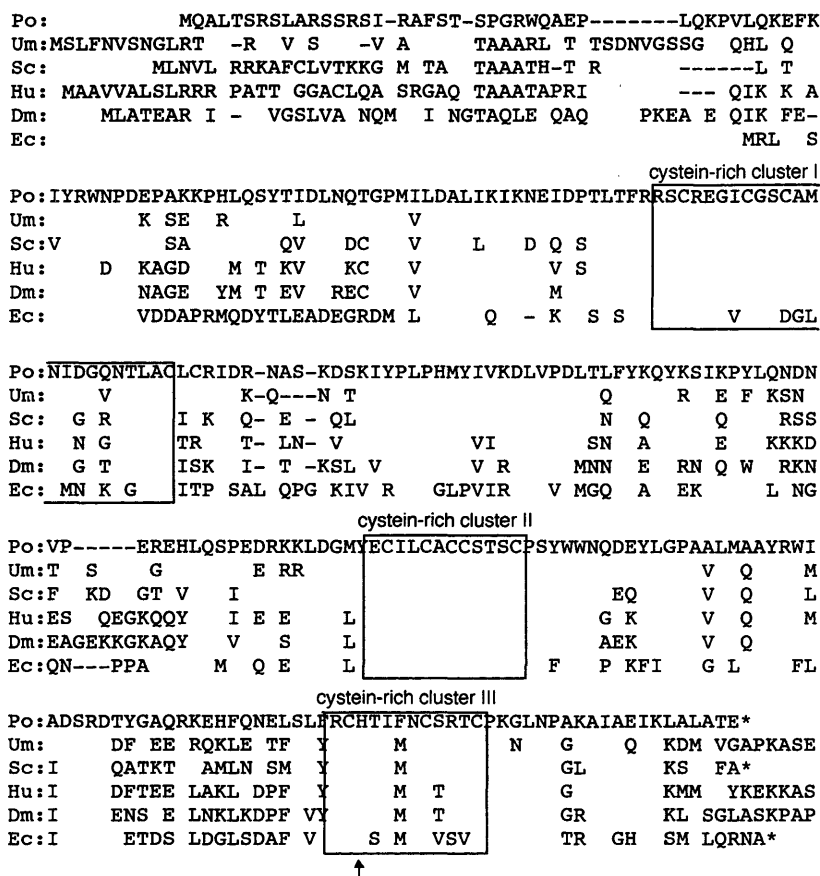 Po: MQALTSRSLARSSRSI-RAFST-SPGRWQAEP-------LQKPVLQKEFK
Um:MSLFNVSNGLRT -R V S -V A TAAARL T TSDNVGSSG QHL Q
Sc: MLNVL RRKAFCLVTKKG M TA TAAATH-T R ------L T
Hu: MAAVVALSLRRR PATT GGACLQA SRGAQ TAAATAPRI --- QIK K A
Dm: MLATEAR I - VGSLVA NQM I NGTAQLE QAQ PKEA E QIK FE-
Ec: MRL S
cystein-rich cluster I
Po:IYRWNPDEPAKKPHLQSYTIDLNQTGPMILDALIKIKNEIDPTLTFRRSCREGICGSCAM
Um: K SE R L V
Sc:V SA QV DC V L D Q S
Hu: D KAGD M T KV KC V V S
Dm: NAGE YM T EV REC V M
Ec: VDDAPRMQDYTLEADEGRDM L Q - K S S V DGL
Po:NIDGQNTLACLCRIDR-NAS-KDSKIYPLPHMYIVKDLVPDLTLFYKQYKSIKPYLQNDN
Um: V K-Q---N T Q R E F KSN
Sc: G R I K Q- E - QL N Q Q RSS
Hu: N G TR T- LN- V VI SN A E KKKD
Dm: G T ISK I- T -KSL V V R MNN E RN Q W RKN
Ec: MN K G ITP SAL QPG KIV R GLPVIR V MGQ A EK L NG
cystein-rich cluster II
Po:VP-----EREHLQSPEDRKKLDGMYECILCACCSTSCPSYWWNQDEYLGPAALMAAYRWI
Um:T S G E RR V Q M
Sc:F KD GT V I EQ V Q L
Hu:ES QEGKQQY I E E L G K V Q M
Dm:EAGEKKGKAQY V S L AEK V Q
Ec:QN---PPA M Q E L F P KFI G L FL
cystein-rich cluster III
Po:ADSRDTYGAQRKEHFQNELSLFRCHTIFNCSRTCPKGLNPAKAIAEIKLALATE*
Um: DF EE RQKLE TF Y M N G Q KDM VGAPKASE
Sc:I QATKT AMLN SM Y M GL KS FA*
Hu:I DFTEE LAKL DPF Y M T G KMM YKEKKAS
Dm:I ENS E LNKLKDPF VY M T GR KL SGLASKPAP
Ec:I ETDS LDGLSDAF V S M VSV TR GH SM LQRNA*